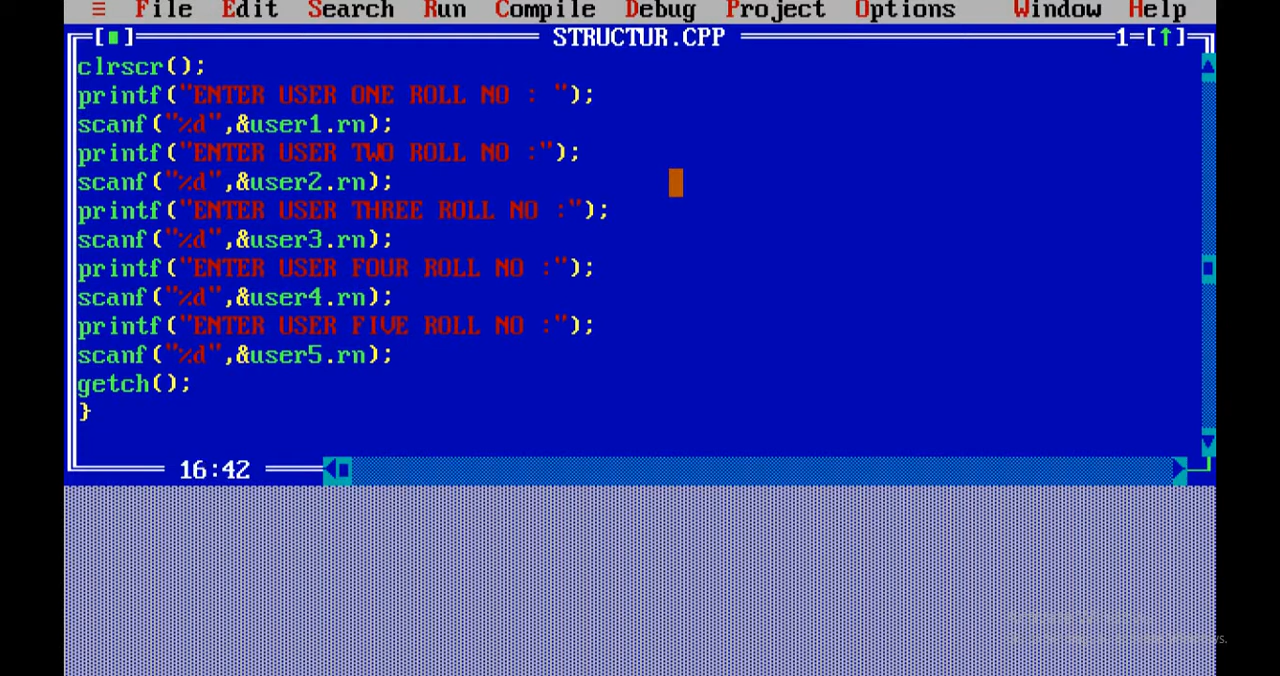 ≡ File Edit Search Run Compile Debug Project Options Window Help
[■] STRUCTUR.CPP 1=[↑]
clrscr();
printf("ENTER USER ONE ROLL NO : ");
scanf("%d",&user1.rn);
printf("ENTER USER TWO ROLL NO :");
scanf("%d",&user2.rn);
printf("ENTER USER THREE ROLL NO :");
scanf("%d",&user3.rn);
printf("ENTER USER FOUR ROLL NO :");
scanf("%d",&user4.rn);
printf("ENTER USER FIVE ROLL NO :");
scanf("%d",&user5.rn);
getch();
}
16:42